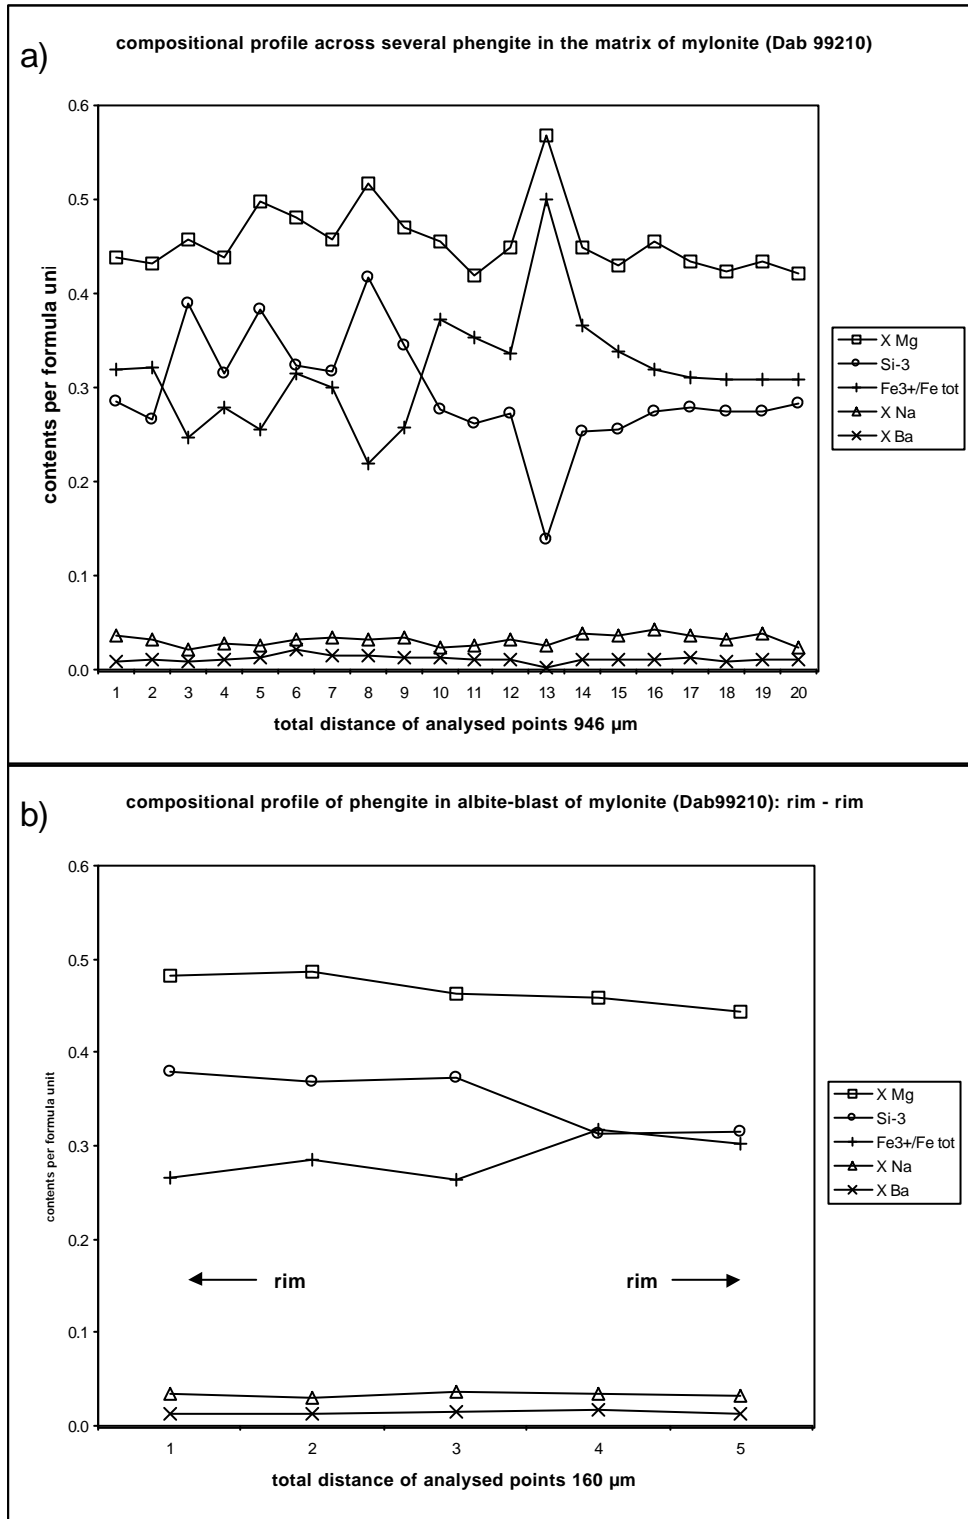 a)
compositional profile across several phengite in the matrix of mylonite (Dab 99210)
contents per formula uni
0.6
0.5
0.4
0.3
0.2
0.1
0.0
1 2 3 4 5 6 7 8 9 10 11 12 13 14 15 16 17 18 19 20
total distance of analysed points 946 µm
X Mg
Si-3
Fe3+/Fe tot
X Na
X Ba
b)
compositional profile of phengite in albite-blast of mylonite (Dab99210): rim - rim
contents per formula unit
0.6
0.5
0.4
0.3
0.2
0.1
0.0
rim rim
1 2 3 4 5
total distance of analysed points 160 µm
X Mg
Si-3
Fe3+/Fe tot
X Na
X Ba